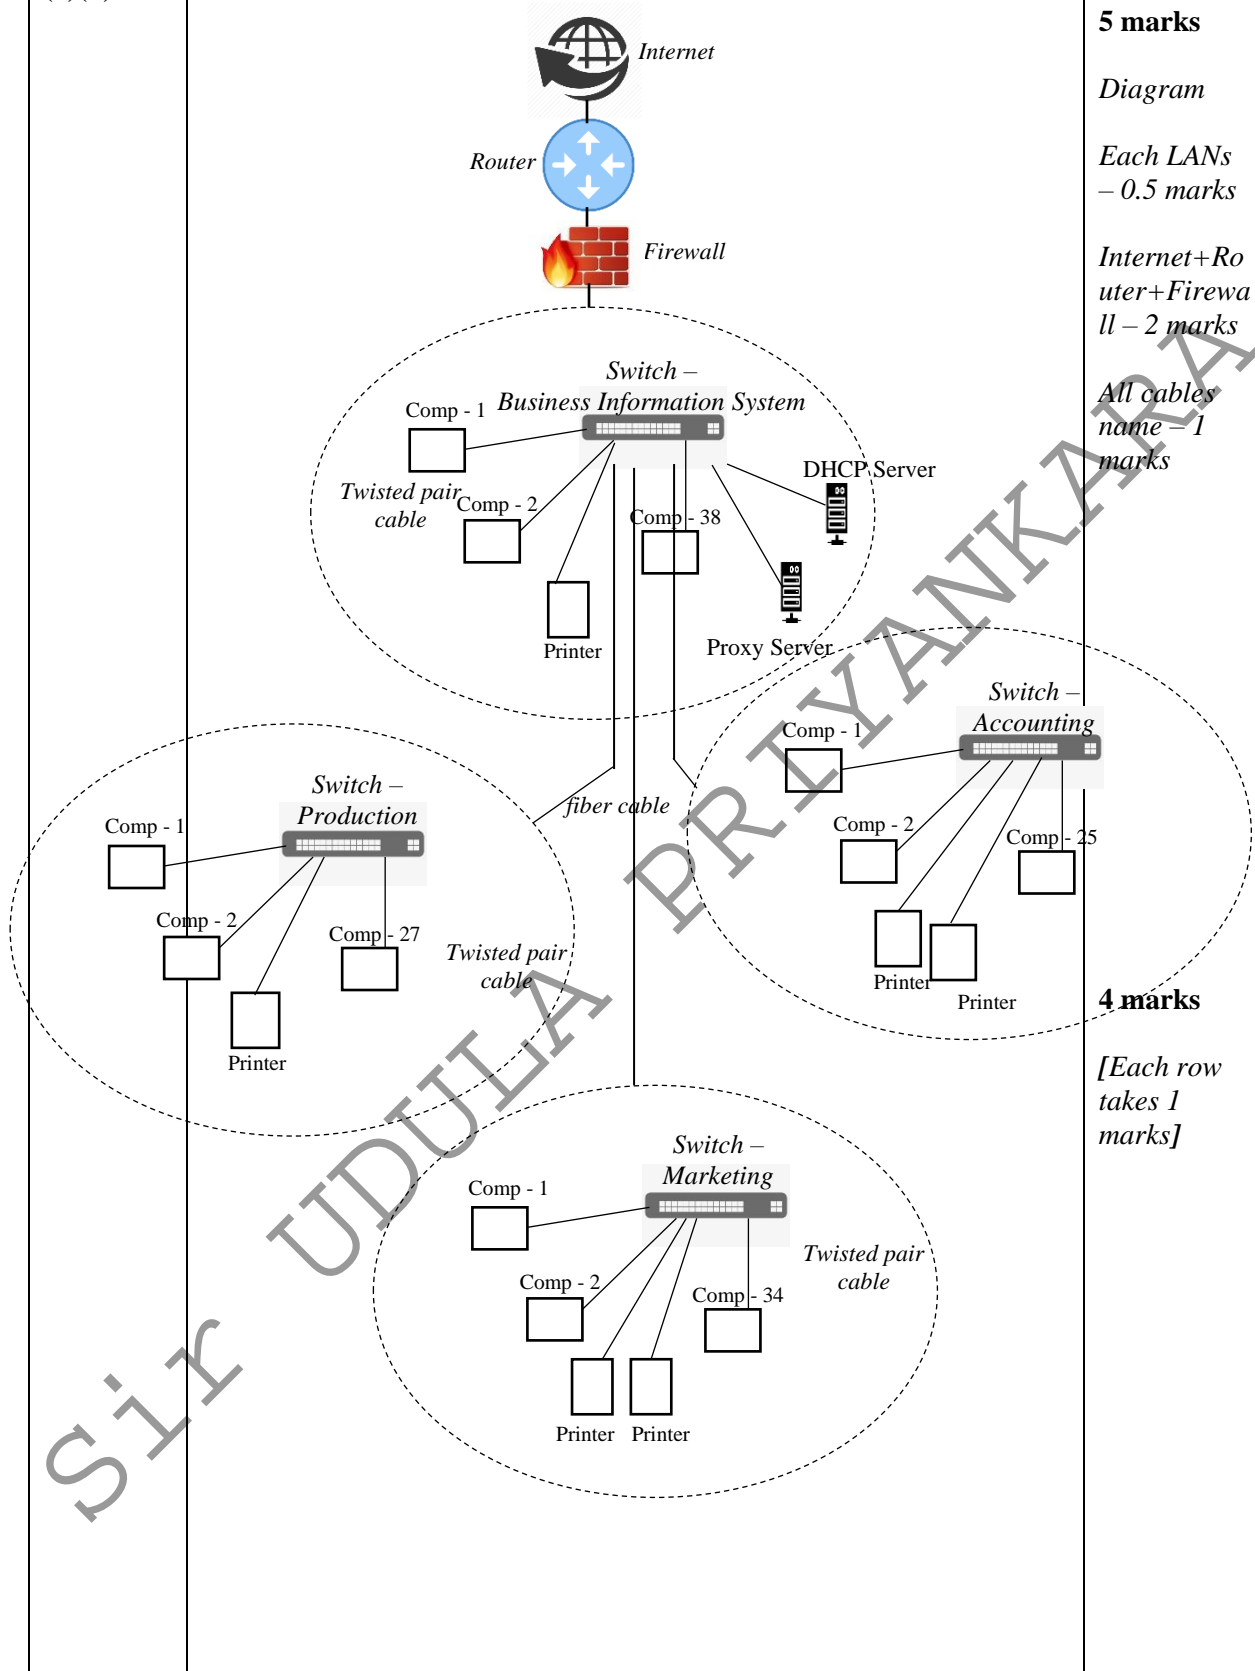 Internet
Router
Firewall
Switch –
Business Information System
Comp - 1
Twisted pair
cable
Comp - 2
Comp - 38
DHCP Server
Printer
Proxy Server
Switch –
Accounting
Comp - 1
Comp - 2
Comp - 25
Printer
Printer
fiber cable
Switch –
Production
Comp - 1
Comp - 2
Comp - 27
Twisted pair
cable
Printer
Switch –
Marketing
Comp - 1
Comp - 2
Comp - 34
Twisted pair
cable
Printer
Printer
5 marks
Diagram
Each LANs
– 0.5 marks
Internet+Ro
uter+Firewa
ll – 2 marks
All cables
name – 1
marks
4 marks
[Each row
takes 1
marks]
Sir UDULA PRIYANKARA